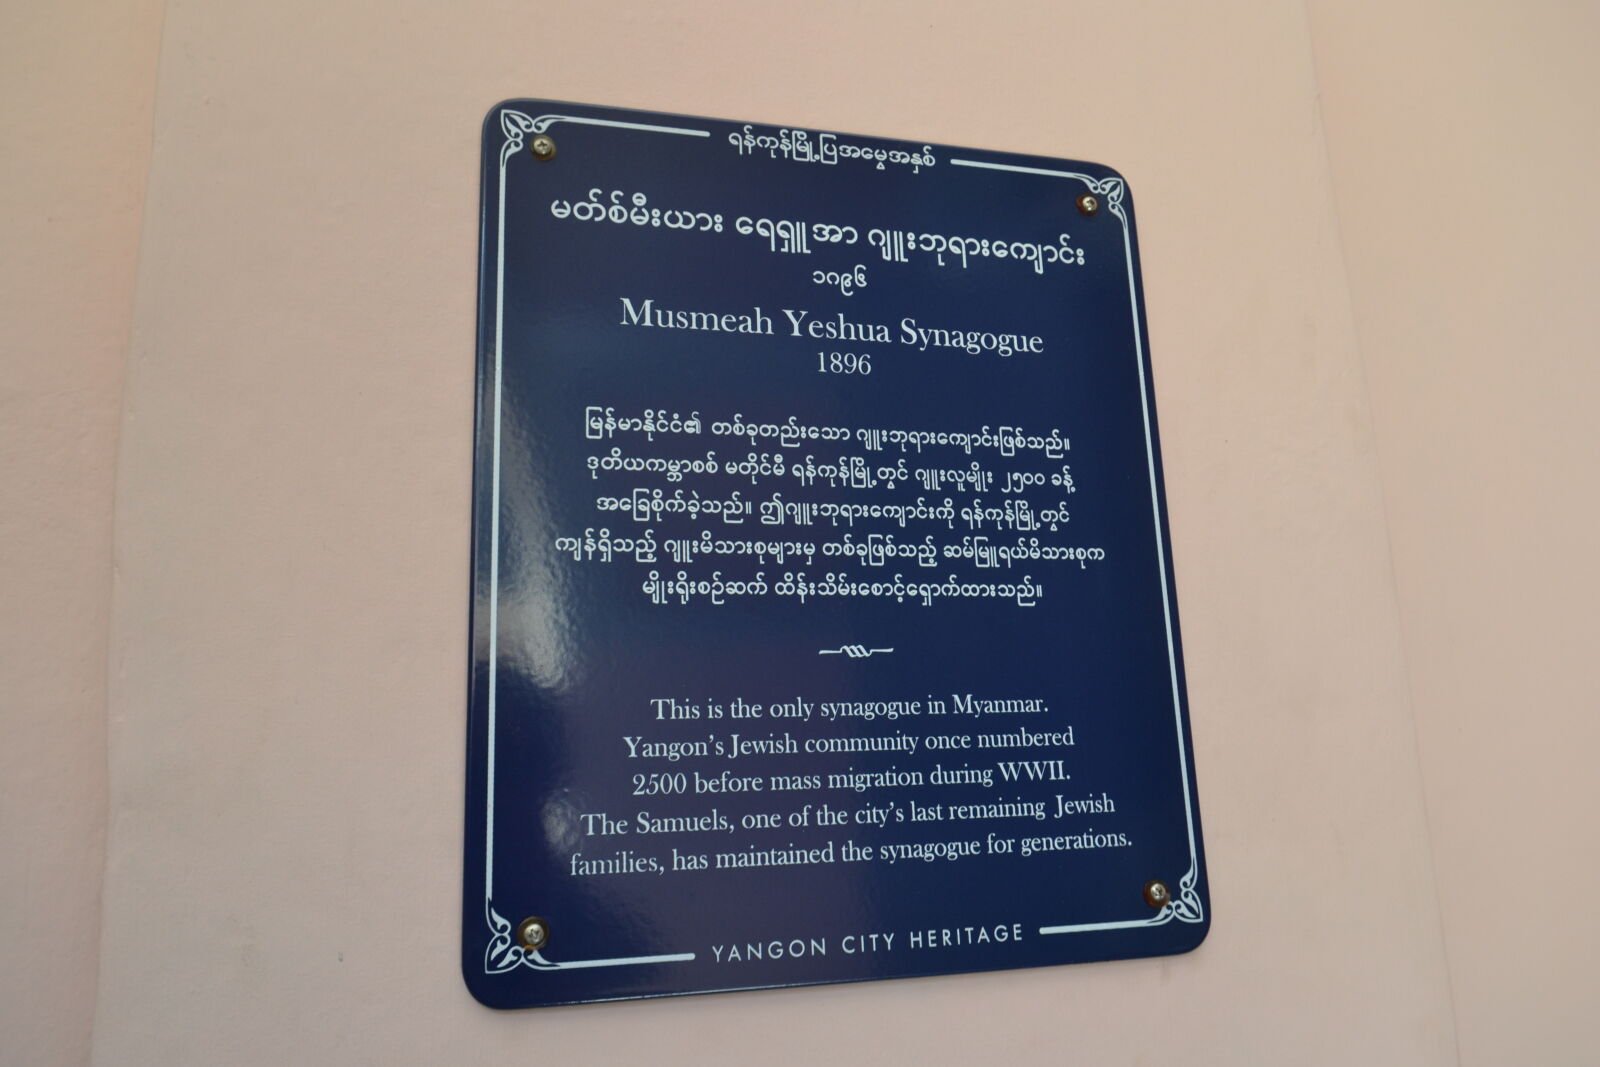 ရန်ကုန်မြို့ပြအမွေအနှစ်
မတ်စ်မီးယား ရေရှူအာ ဂျူးဘုရားကျောင်း
၁၈၉၆
Musmeah Yeshua Synagogue
1896
မြန်မာနိုင်ငံ၏ တစ်ခုတည်းသော ဂျူးဘုရားကျောင်းဖြစ်သည်။
ဒုတိယကမ္ဘာစစ် မတိုင်မီ ရန်ကုန်မြို့တွင် ဂျူးလူမျိုး ၂၅၀၀ ခန့်
အခြေစိုက်ခဲ့သည်။ ဤဂျူးဘုရားကျောင်းကို ရန်ကုန်မြို့တွင်
ကျန်ရှိသည့် ဂျူးမိသားစုများမှ တစ်ခုဖြစ်သည့် ဆမ်မြူရယ်မိသားစုက
မျိုးရိုးစဉ်ဆက် ထိန်းသိမ်းစောင့်ရှောက်ထားသည်။
This is the only synagogue in Myanmar.
Yangon’s Jewish community once numbered
2500 before mass migration during WWII.
The Samuels, one of the city’s last remaining Jewish
families, has maintained the synagogue for generations.
YANGON CITY HERITAGE